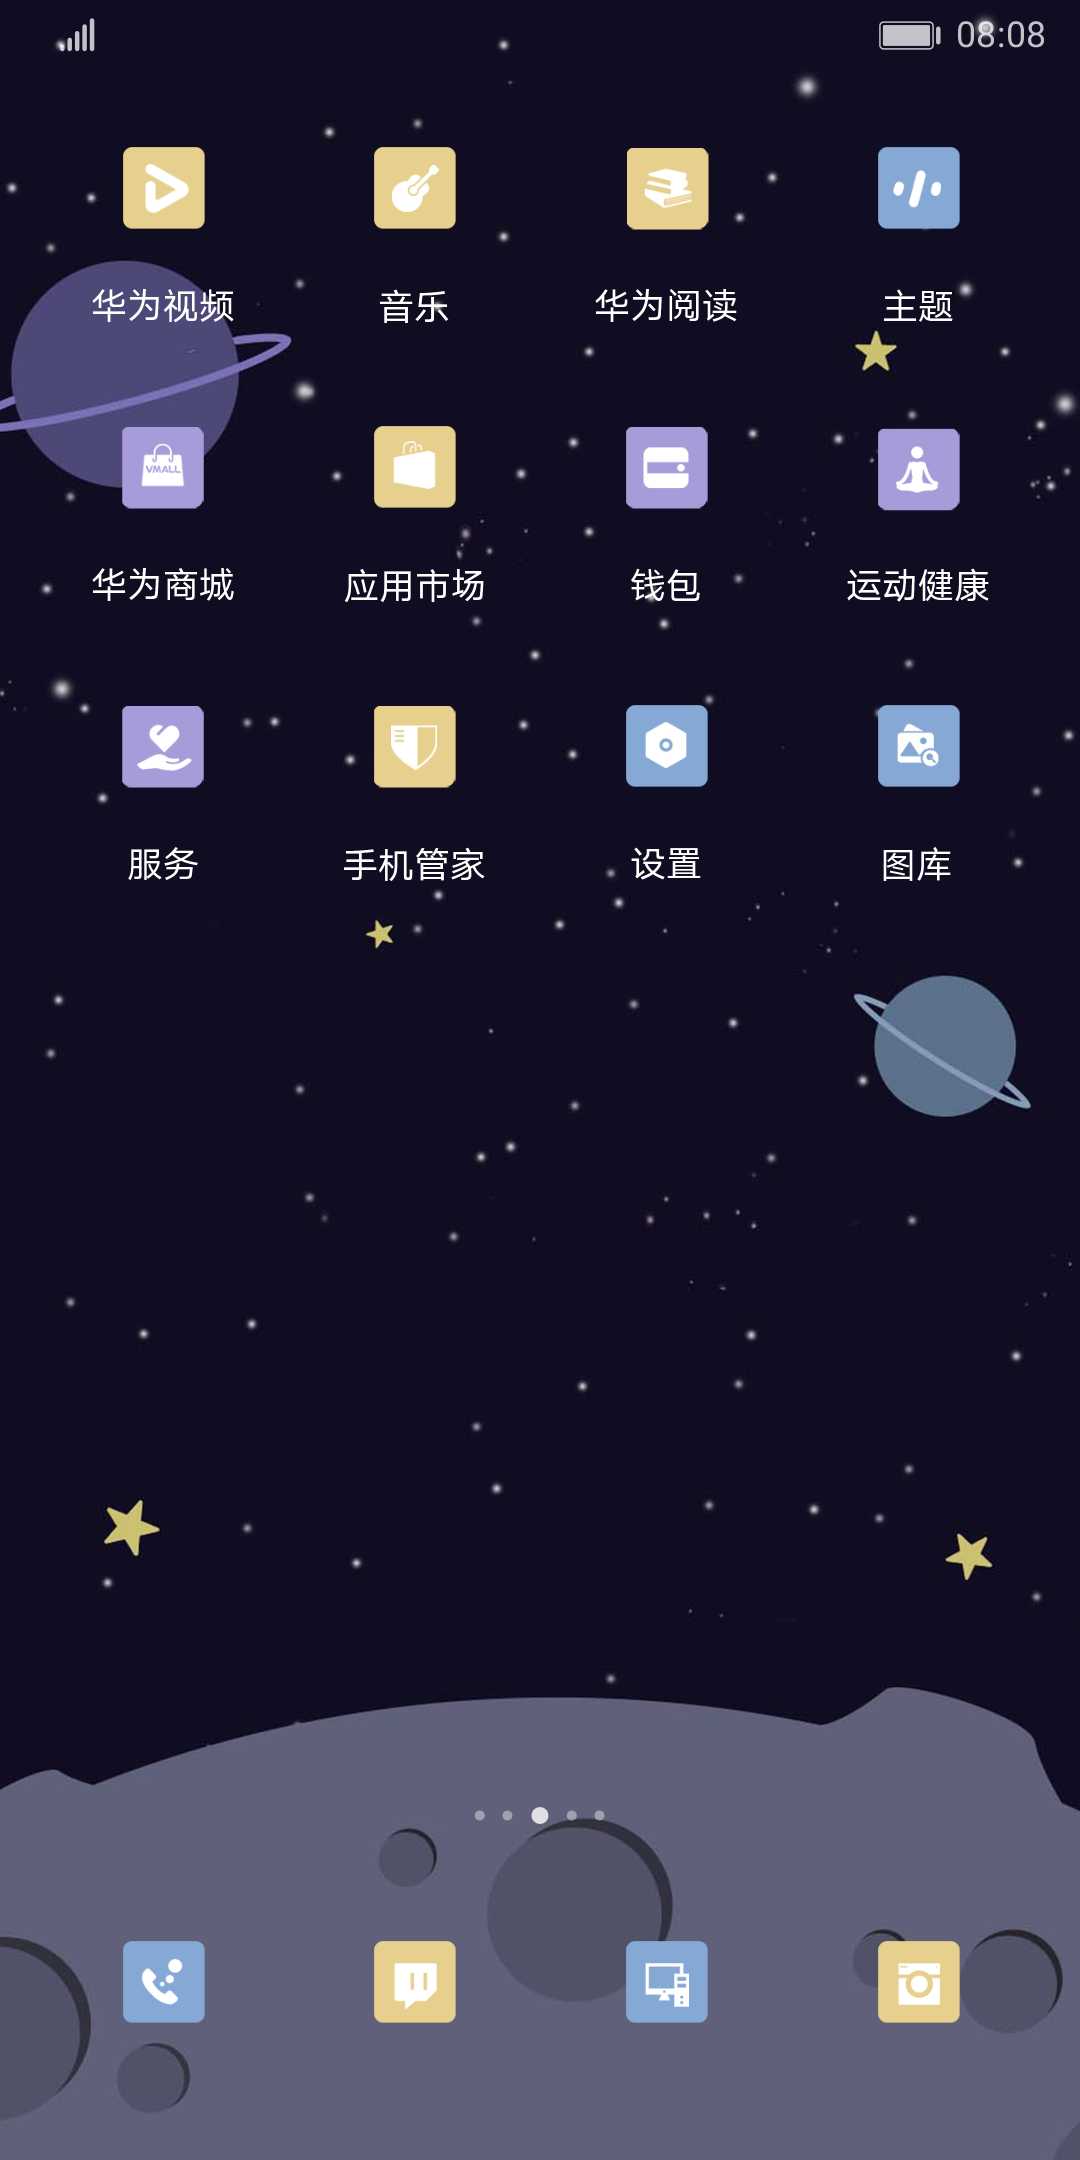 08:08
华为视频
音乐
华为阅读
主题
VMALL
华为商城
应用市场
钱包
运动健康
服务
手机管家
设置
图库